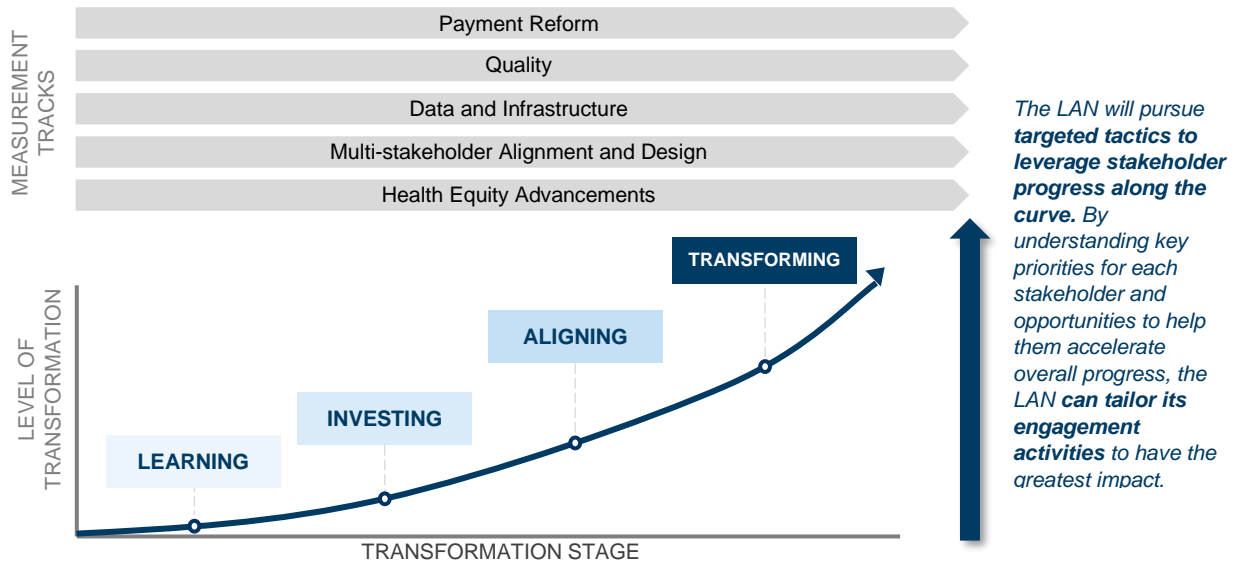 MEASUREMENT
TRACKS
Payment Reform
Quality
Data and Infrastructure
Multi-stakeholder Alignment and Design
Health Equity Advancements
The LAN will pursue
targeted tactics to
leverage stakeholder
progress along the
curve. By
understanding key
priorities for each
stakeholder and
opportunities to help
them accelerate
overall progress, the
LAN can tailor its
engagement
activities to have the
greatest impact.
LEVEL OF
TRANSFORMATION
LEARNING
INVESTING
ALIGNING
TRANSFORMING
TRANSFORMATION STAGE